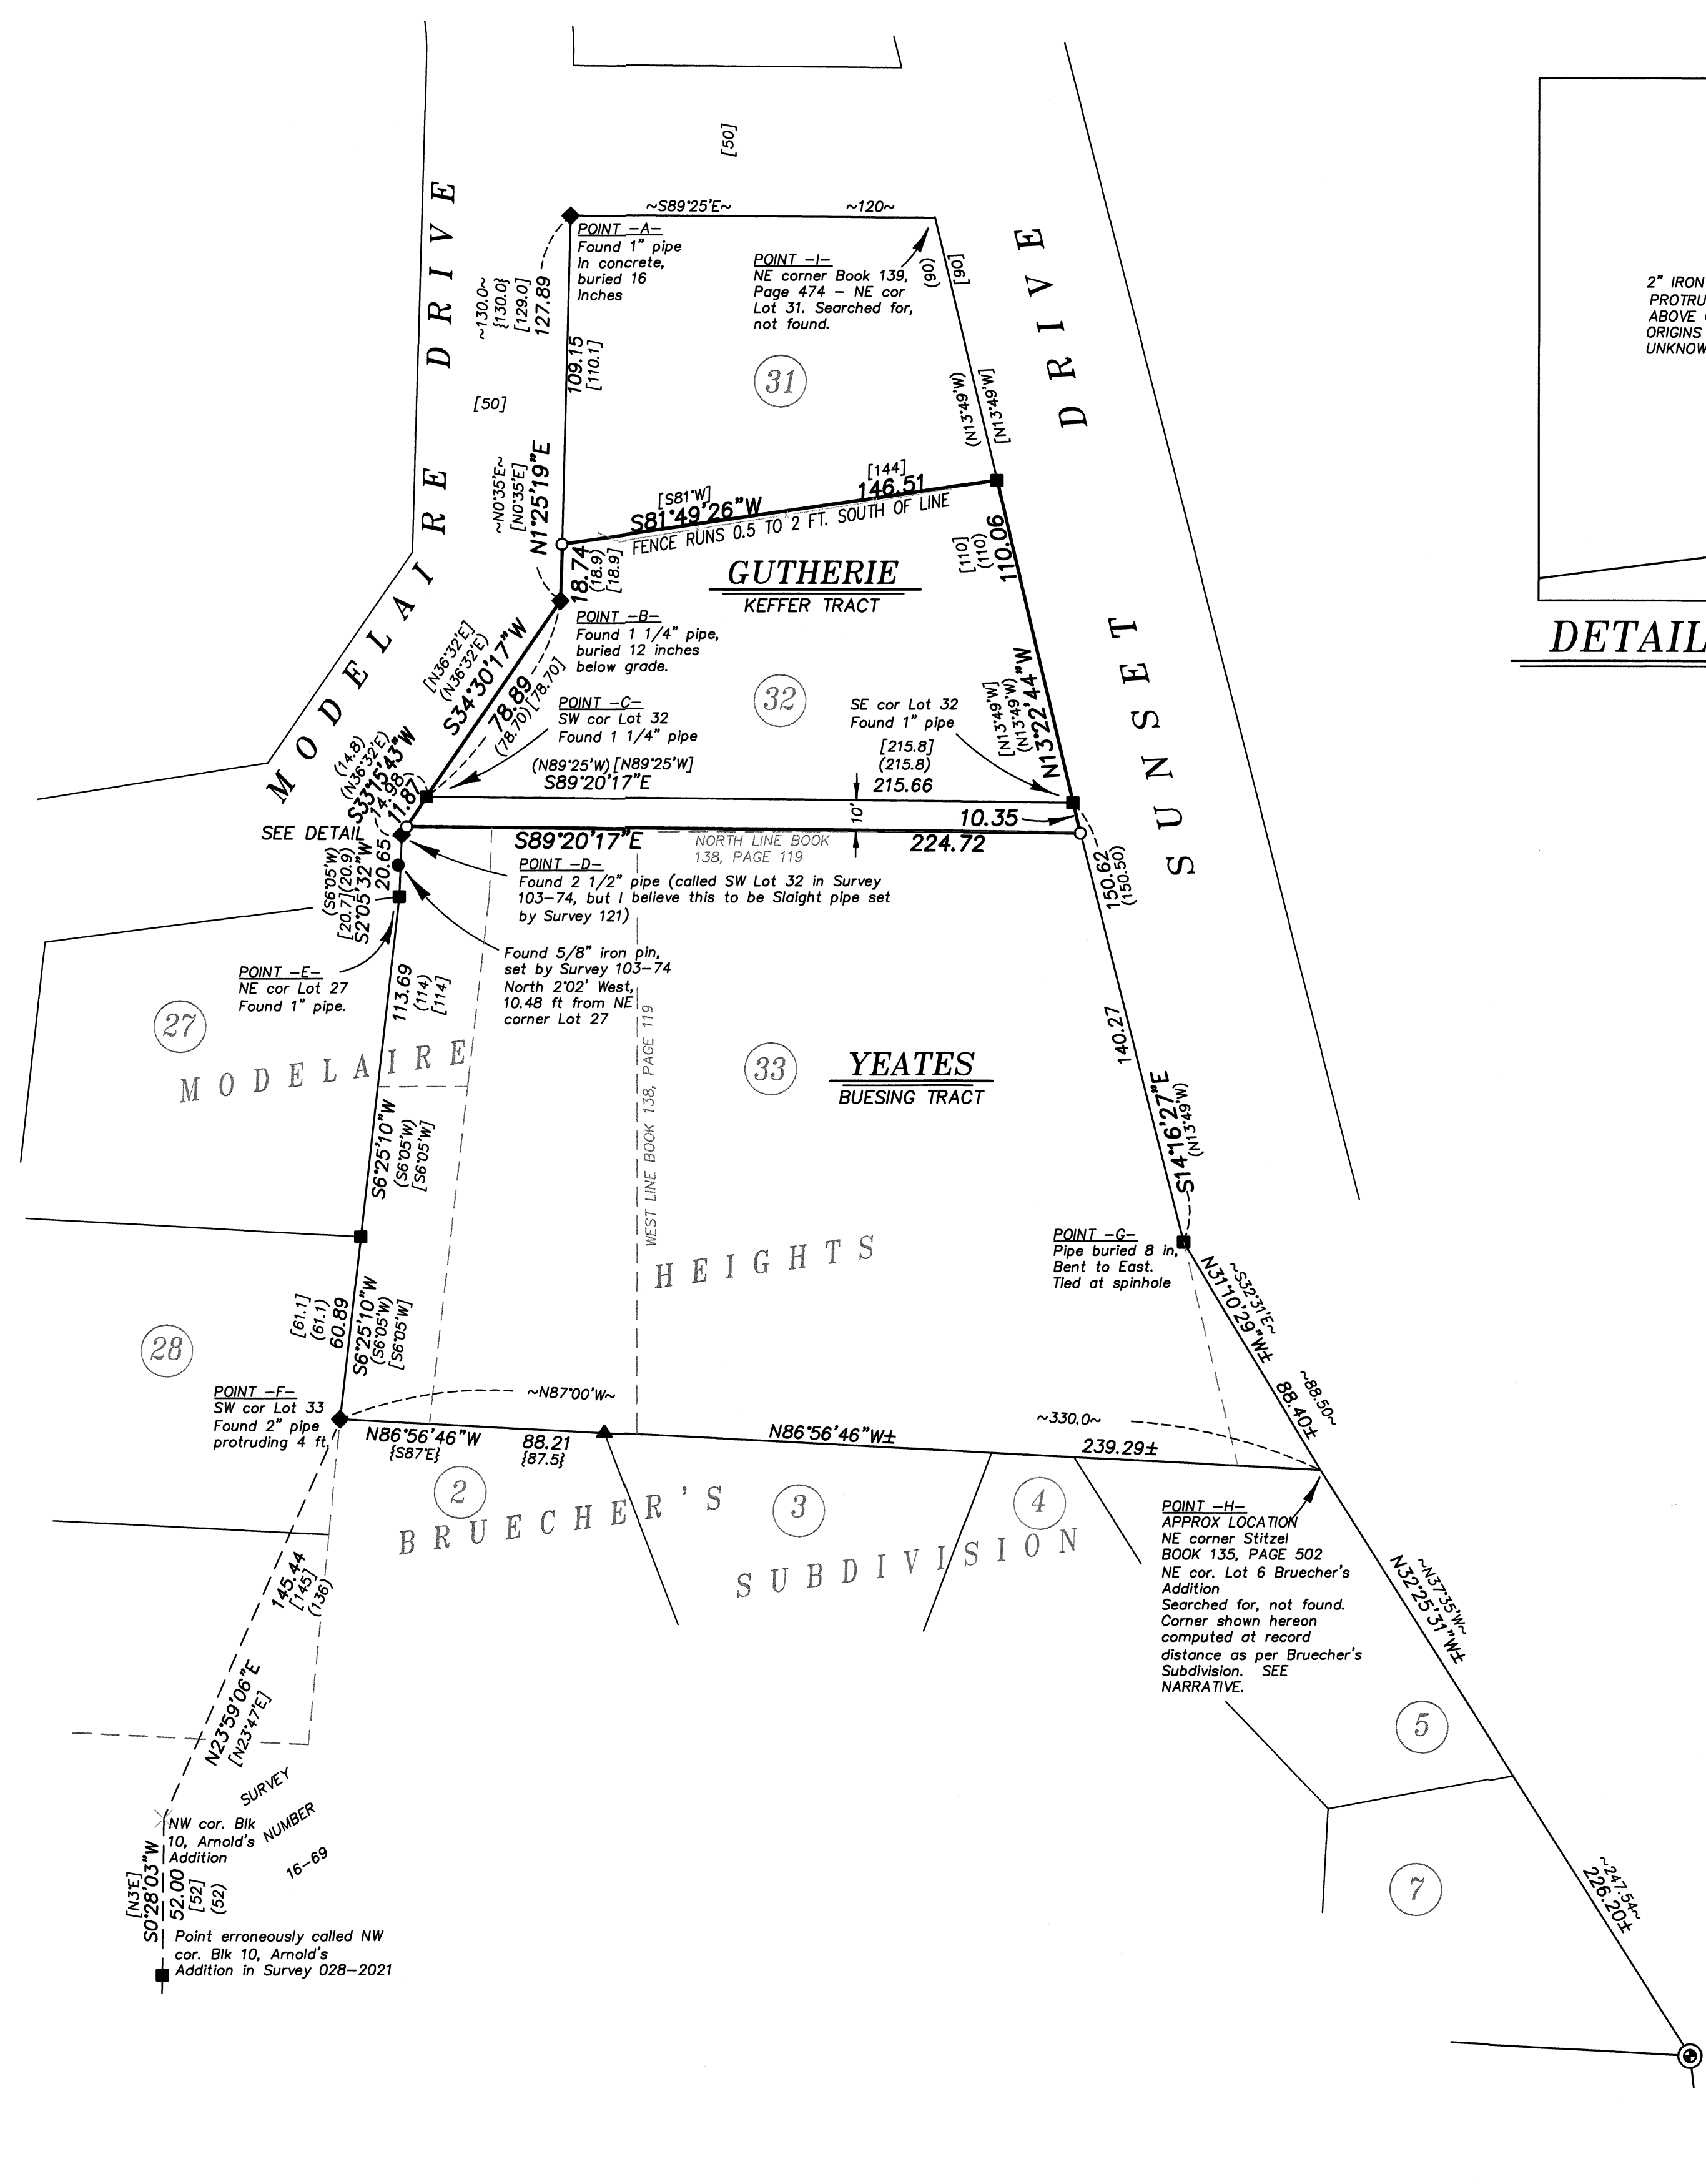 MODELAIRE DRIVE
[50]
~S89°25'E~
~120~
POINT -A-
Found 1" pipe
in concrete,
buried 16
inches
~130.0~
{130.0}
[129.0]
127.89
109.15
[110.1]
[50]
~N0°35'E~
[N0°35'E]
N1°25'19"E
POINT -I-
NE corner Book 139,
Page 474 - NE cor
Lot 31. Searched for,
not found.
(90)
[90]
31
(N13°49'W)
[N13°49'W]
SUNSET DRIVE
2" IRON
PROTRU
ABOVE
ORIGINS
UNKNOW
DETAIL
[144]
146.51
[S81°W]
S81°49'26"W
FENCE RUNS 0.5 TO 2 FT. SOUTH OF LINE
18.74
(18.9)
[18.9]
GUTHERIE
KEFFER TRACT
[110]
(110)
110.06
POINT -B-
Found 1 1/4" pipe,
buried 12 inches
below grade.
[N36°32'E]
(N36°32'E)
S34°30'17"W
78.89
(78.70)[78.70]
32
POINT -C-
SW cor Lot 32
Found 1 1/4" pipe
SE cor Lot 32
Found 1" pipe
N13°22'44"W
(N13°49'W)
[N13°49'W]
[215.8]
(215.8)
215.66
(N89°25'W)[N89°25'W]
S89°20'17"E
(14.8)
(N36°32'E)
S33°15'43"W
14.98
11.87
10'
10.35
SEE DETAIL
S89°20'17"E
224.72
NORTH LINE BOOK
138, PAGE 119
POINT -D-
Found 2 1/2" pipe (called SW Lot 32 in Survey
103-74, but I believe this to be Slaight pipe set
by Survey 121)
(S6°05'W)
[20.7](20.9)
S2°05'32"W
20.65
150.62
(150.50)
Found 5/8" iron pin,
set by Survey 103-74
North 2°02' West,
10.48 ft from NE
corner Lot 27
POINT -E-
NE cor Lot 27
Found 1" pipe.
113.69
(114)
[114]
27
MODELAIRE
HEIGHTS
WEST LINE BOOK 138, PAGE 119
33
YEATES
BUESING TRACT
140.27
S14°16'27"E
(N13°49'W)
S6°25'10"W
(S6°05'W)
[S6°05'W]
POINT -G-
Pipe buried 8 in,
Bent to East.
Tied at spinhole
~S32°31'E~
N31°10'29"W±
~88.50~
88.40±
[61.1]
(61.1)
60.89
S6°25'10"W
(S6°05'W)
[S6°05'W]
28
POINT -F-
SW cor Lot 33
Found 2" pipe
protruding 4 ft.
~N87°00'W~
N86°56'46"W
{S87°E}
88.21
{87.5}
N86°56'46"W±
~330.0~
239.29±
2
3
4
BRUECHER'S
SUBDIVISION
POINT -H-
APPROX LOCATION
NE corner Stitzel
BOOK 135, PAGE 502
NE cor. Lot 6 Bruecher's
Addition
Searched for, not found.
Corner shown hereon
computed at record
distance as per Bruecher's
Subdivision. SEE
NARRATIVE.
~N37°35'W~
N32°25'31"W±
145.44
[145]
(136)
N23°59'06"E
[N23°47'E]
5
7
SURVEY
NUMBER
16-69
NW cor. Blk
10, Arnold's
Addition
[N3°E]
S0°28'03"W
52.00
[52]
(52)
~247.54~
226.20±
Point erroneously called NW
cor. Blk 10, Arnold's
Addition in Survey 028-2021